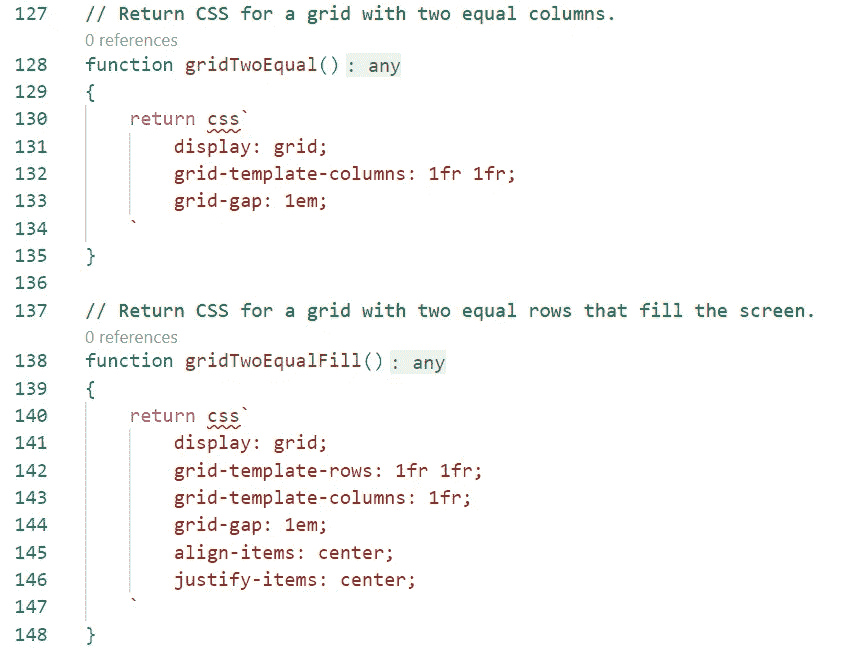 127 // Return CSS for a grid with two equal columns.
0 references
128 function gridTwoEqual() : any
129 {
130 return css`
131 display: grid;
132 grid-template-columns: 1fr 1fr;
133 grid-gap: 1em;
134 `
135 }
136
137 // Return CSS for a grid with two equal rows that fill the screen.
0 references
138 function gridTwoEqualFill() : any
139 {
140 return css`
141 display: grid;
142 grid-template-rows: 1fr 1fr;
143 grid-template-columns: 1fr;
144 grid-gap: 1em;
145 align-items: center;
146 justify-items: center;
147 `
148 }